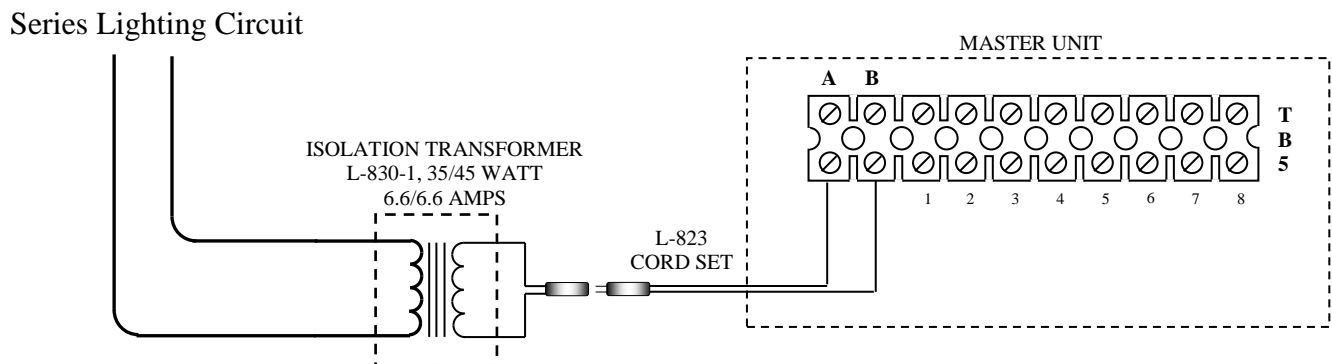 Series Lighting Circuit
MASTER UNIT
A B
T
B
5
ISOLATION TRANSFORMER
L-830-1, 35/45 WATT
6.6/6.6 AMPS
1 2 3 4 5 6 7 8
L-823
CORD SET